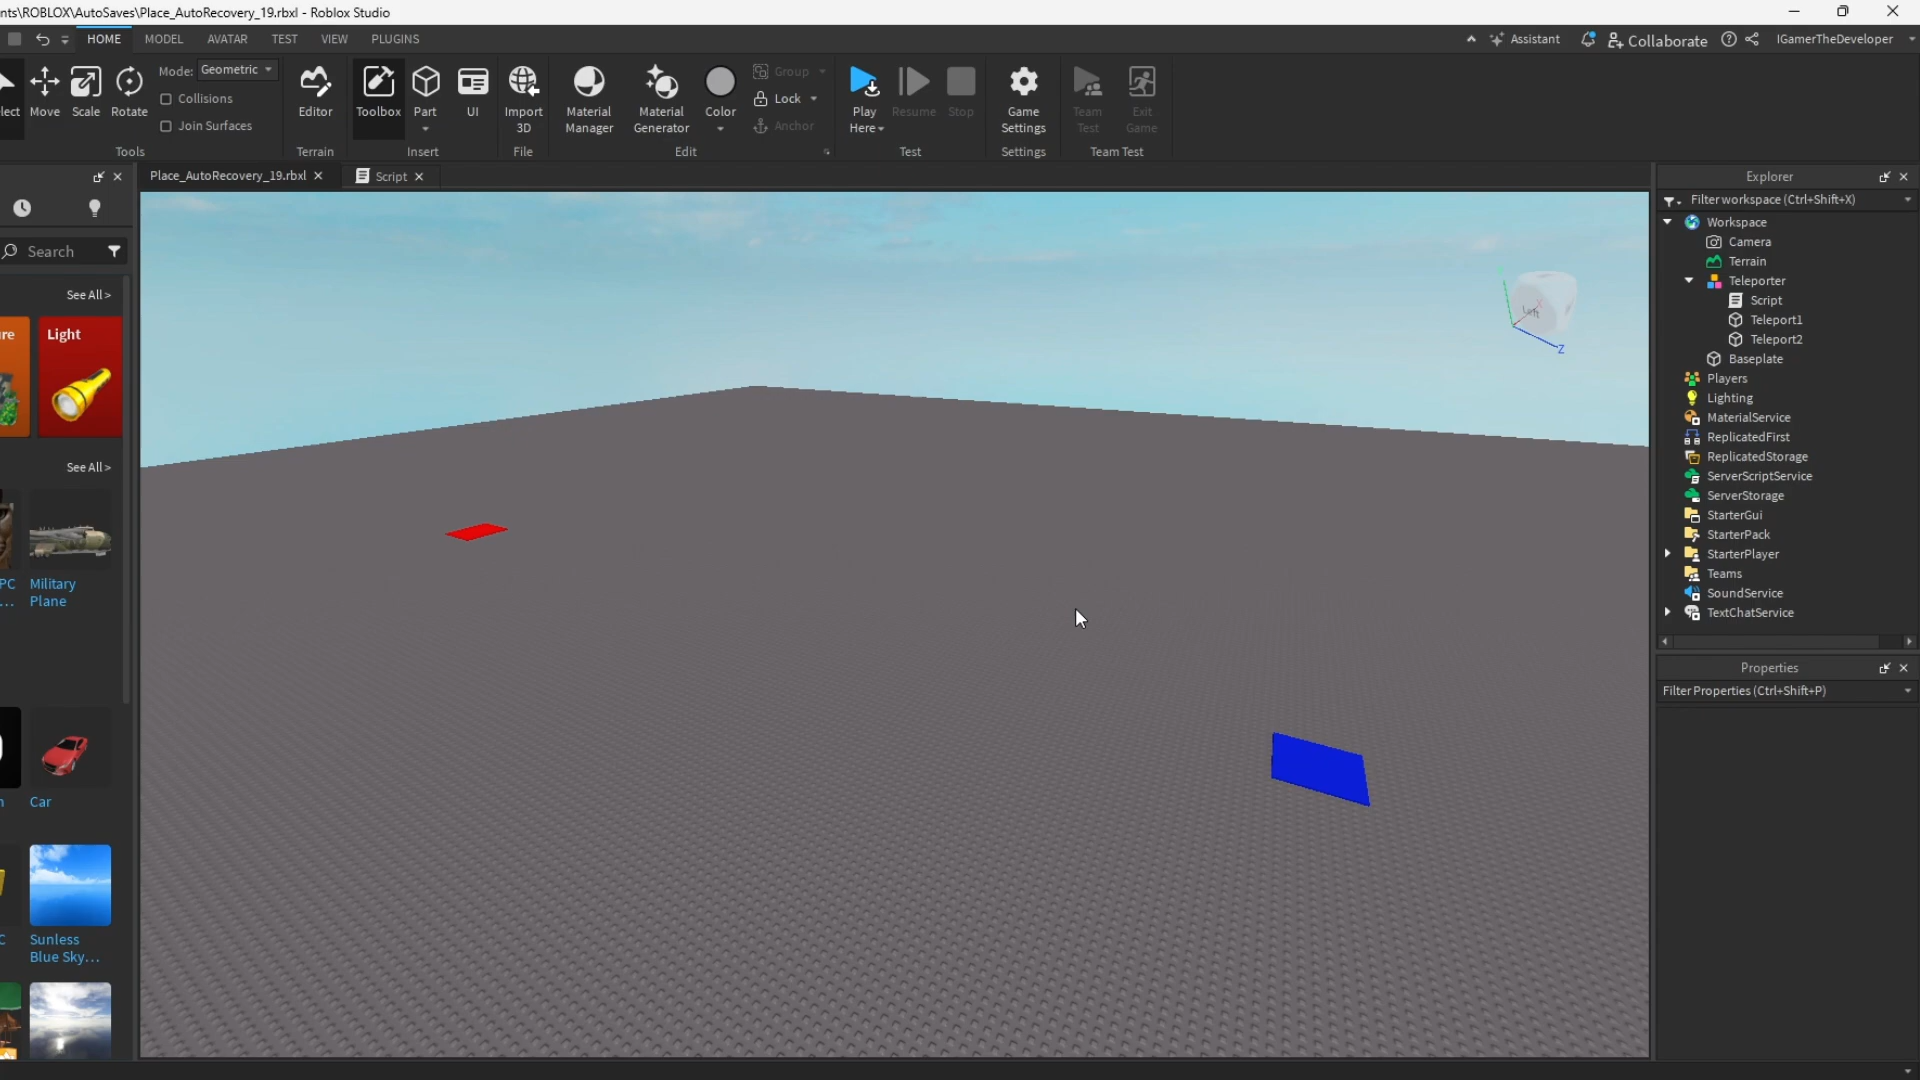 nts\ROBLOX\AutoSaves\Place_AutoRecovery_19.rbxl - Roblox Studio
HOME MODEL AVATAR TEST VIEW PLUGINS Assistant Collaborate IGamerTheDeveloper
lect Move Scale Rotate
Mode: Geometric
Collisions
Join Surfaces
Tools
Editor
Terrain
Toolbox Part UI
Insert
Import 3D
File
Material Manager
Material Generator
Color
Group
Lock
Anchor
Edit
Play Here
Resume Stop
Test
Game Settings
Settings
Team Test
Exit Game
Team Test
Place_AutoRecovery_19.rbxl Script
Search
See All >
re Light
See All >
PC Military
... Plane
Car
C Sunless
Blue Sky...
Left
Z
Explorer
Filter workspace (Ctrl+Shift+X)
Workspace
Camera
Terrain
Teleporter
Script
Teleport1
Teleport2
Baseplate
Players
Lighting
MaterialService
ReplicatedFirst
ReplicatedStorage
ServerScriptService
ServerStorage
StarterGui
StarterPack
StarterPlayer
Teams
SoundService
TextChatService
Properties
Filter Properties (Ctrl+Shift+P)